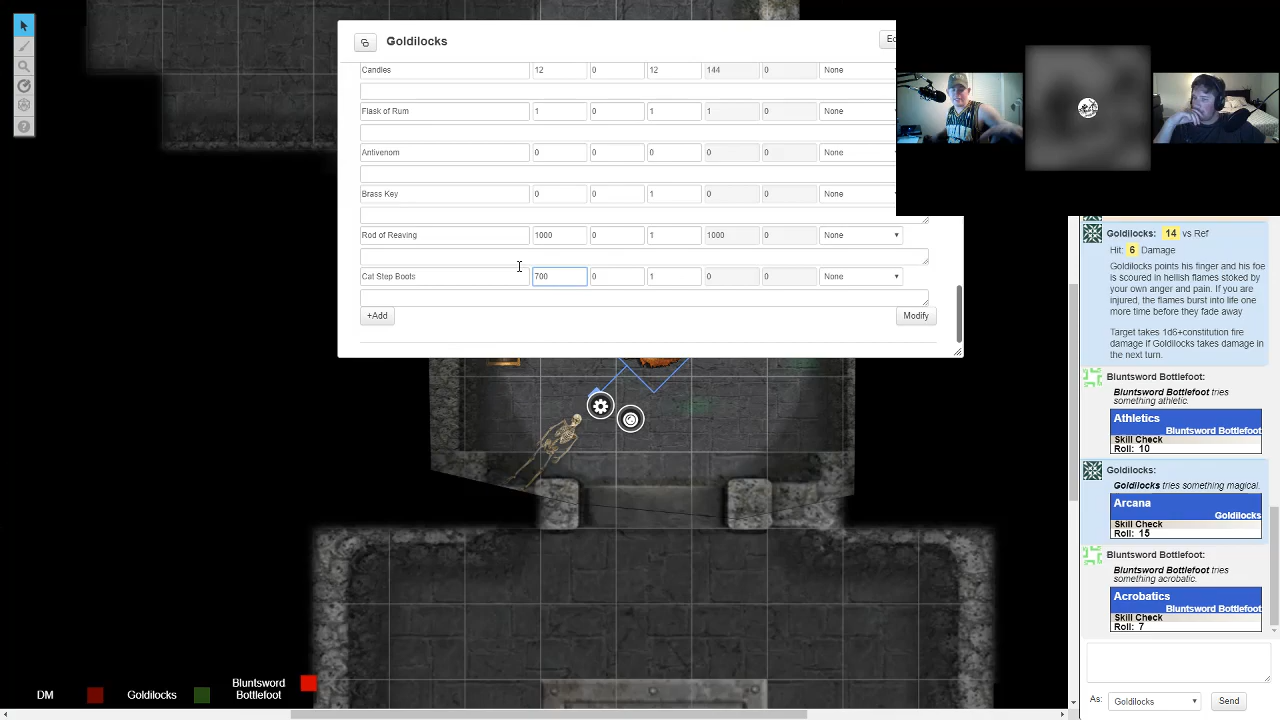 Goldilocks
Ed
Candles 12 0 12 144 0 None
Flask of Rum 1 0 1 1 0 None
Antivenom 0 0 0 0 0 None
Brass Key 0 0 1 0 0 None
Rod of Reaving 1000 0 1 1000 0 None
Cat Step Boots 700 0 1 0 0 None
+Add
Modify
Goldilocks: 14 vs Ref
Hit: 6 Damage
Goldilocks points his finger and his foe
is scoured in hellish flames stoked by
your own anger and pain. If you are
injured, the flames burst into life one
more time before they fade away
Target takes 1d6+constitution fire
damage if Goldilocks takes damage in
the next turn.
Bluntsword Bottlefoot:
Bluntsword Bottlefoot tries
something athletic.
Athletics
Bluntsword Bottlefoot
Skill Check
Roll: 10
Goldilocks:
Goldilocks tries something magical.
Arcana
Goldilocks
Skill Check
Roll: 15
Bluntsword Bottlefoot:
Bluntsword Bottlefoot tries
something acrobatic.
Acrobatics
Bluntsword Bottlefoot
Skill Check
Roll: 7
As: Goldilocks
Send
DM
Goldilocks
Bluntsword
Bottlefoot